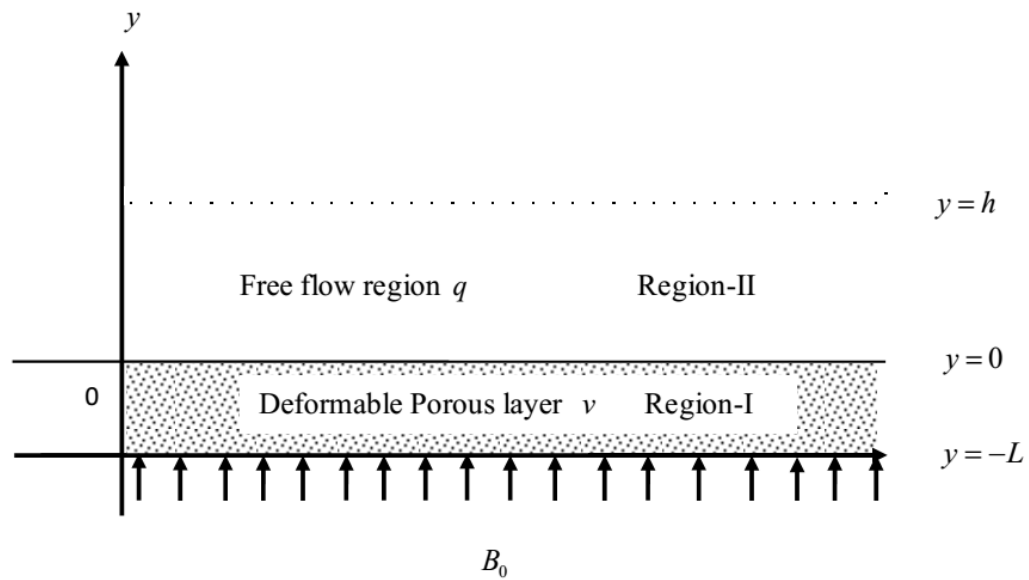 y
y = h
Free flow region q Region-II
y = 0
0
Deformable Porous layer v Region-I
y = −L
B₀